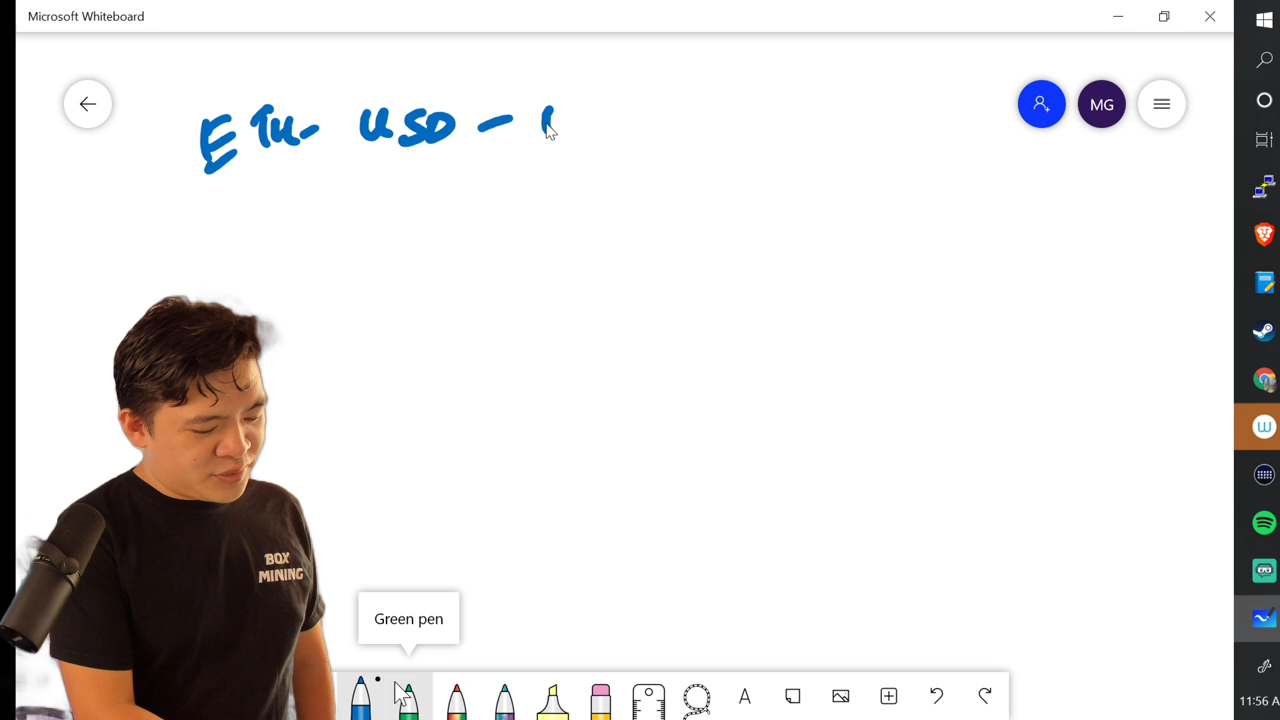 Microsoft Whiteboard
ETH- USD -
MG
BOX
MINING
Green pen
A
W
11:56 A